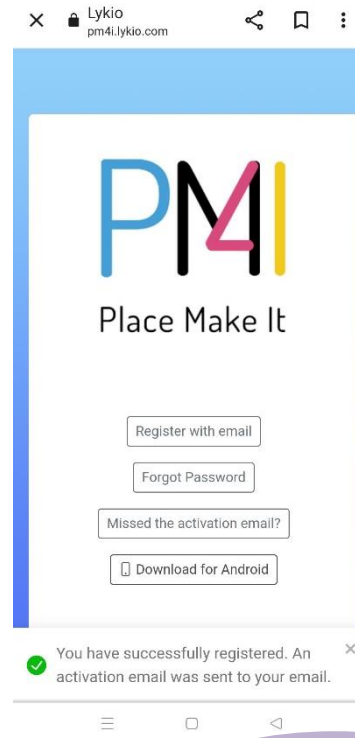 Lykio
pm4i.lykio.com
PM4I
Place Make It
Register with email
Forgot Password
Missed the activation email?
Download for Android
You have successfully registered. An
activation email was sent to your email.